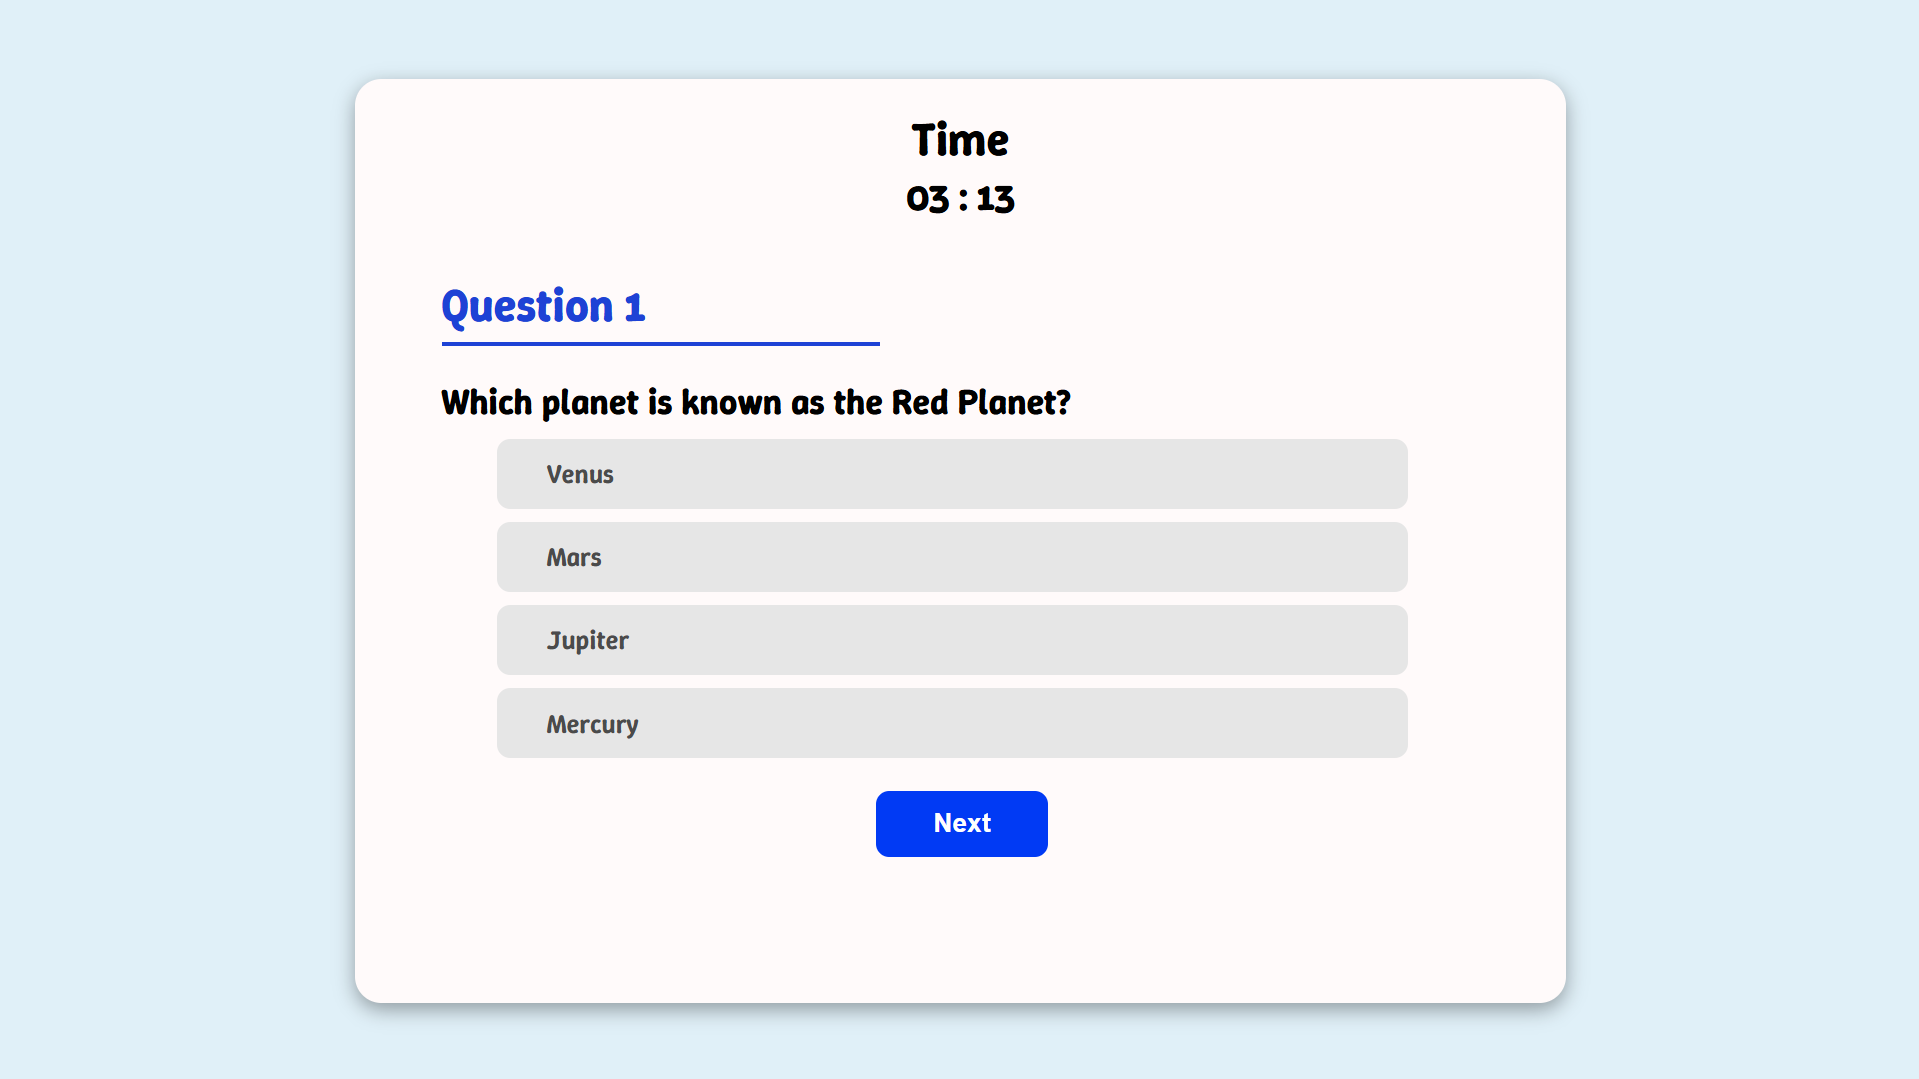 Time
03 : 13
Question 1
Which planet is known as the Red Planet?
Venus
Mars
Jupiter
Mercury
Next